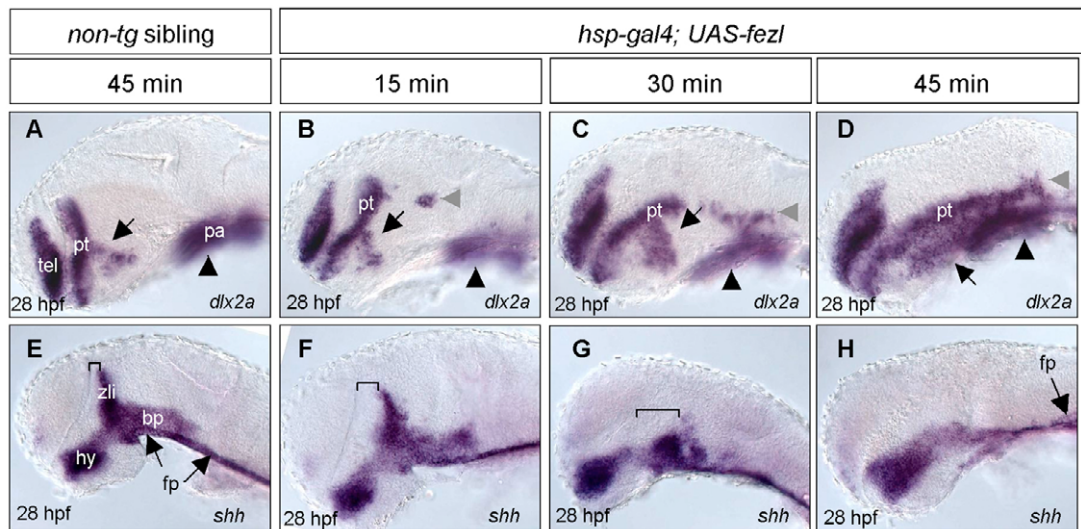 non-tg sibling
hsp-gal4; UAS-fezl
45 min
15 min
30 min
45 min
A
tel
pt
pa
28 hpf
dlx2a
B
pt
28 hpf
dlx2a
C
pt
28 hpf
dlx2a
D
pt
28 hpf
dlx2a
E
zli
bp
hy
fp
28 hpf
shh
F
28 hpf
shh
G
28 hpf
shh
H
fp
28 hpf
shh